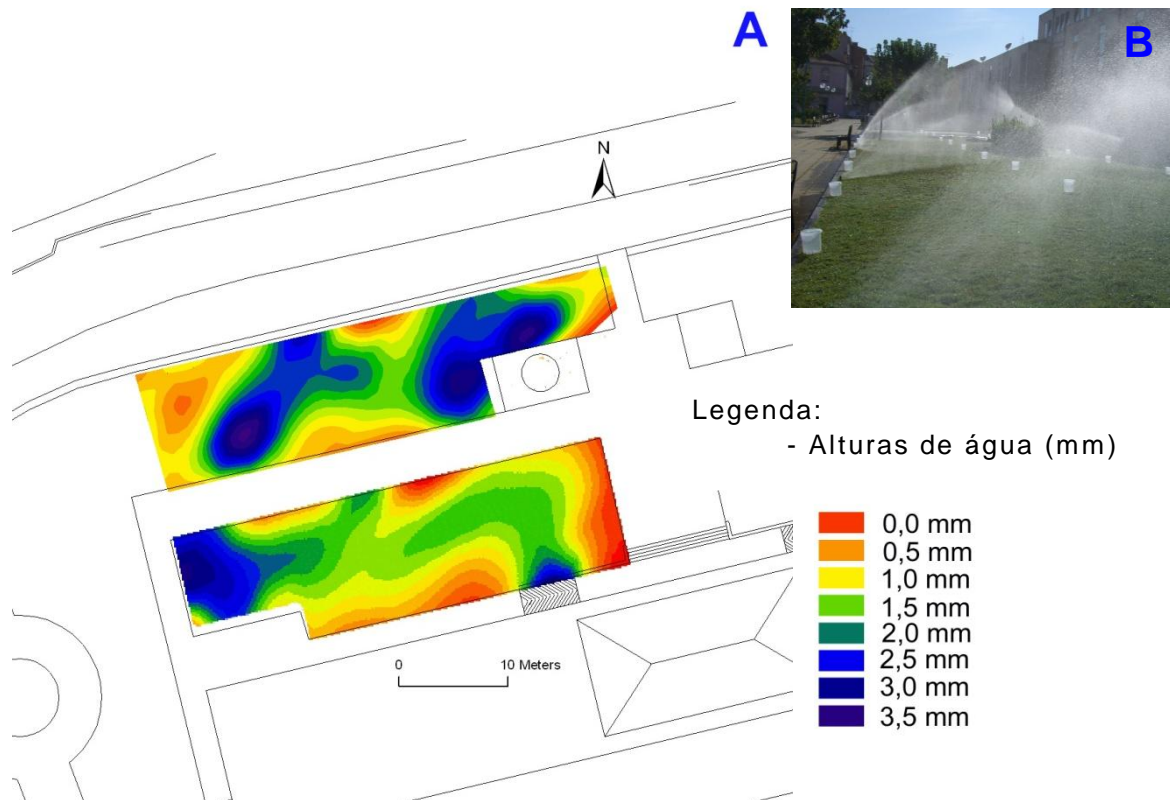 A
B
N
Legenda:
- Alturas de água (mm)
0 10 Meters
0,0 mm
0,5 mm
1,0 mm
1,5 mm
2,0 mm
2,5 mm
3,0 mm
3,5 mm